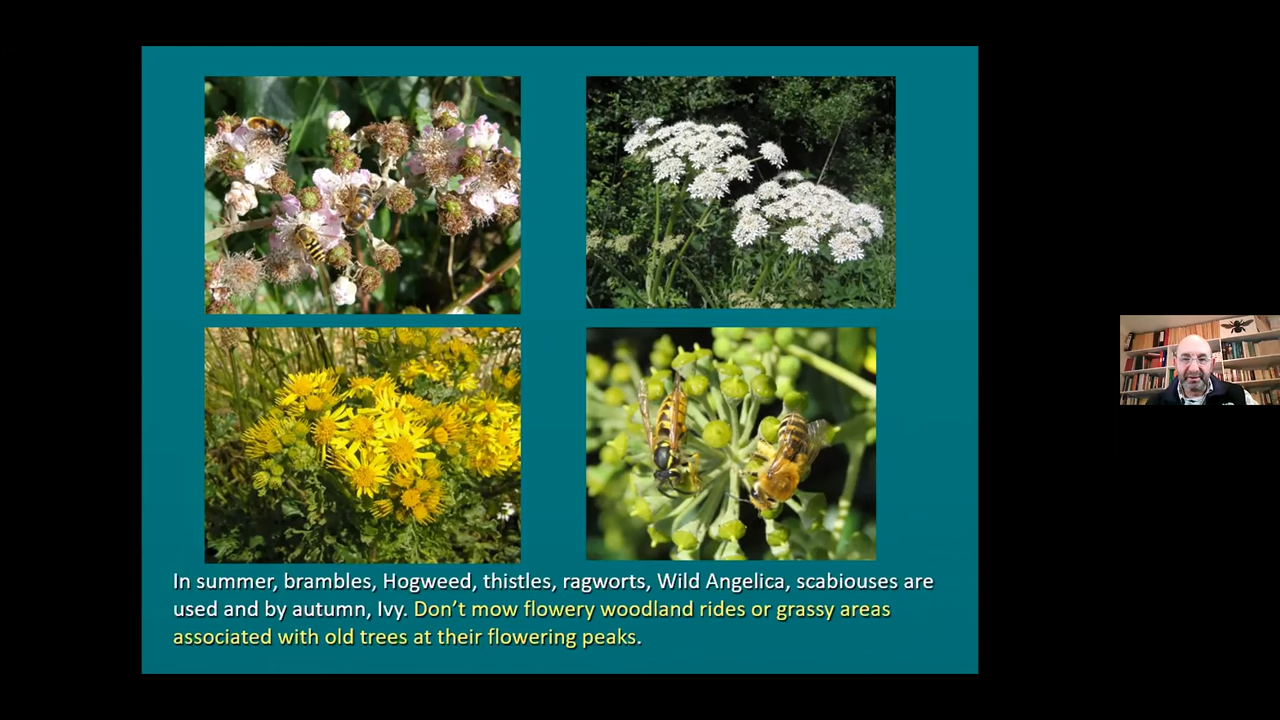 In summer, brambles, Hogweed, thistles, ragworts, Wild Angelica, scabiouses are
used and by autumn, Ivy. Don’t mow flowery woodland rides or grassy areas
associated with old trees at their flowering peaks.